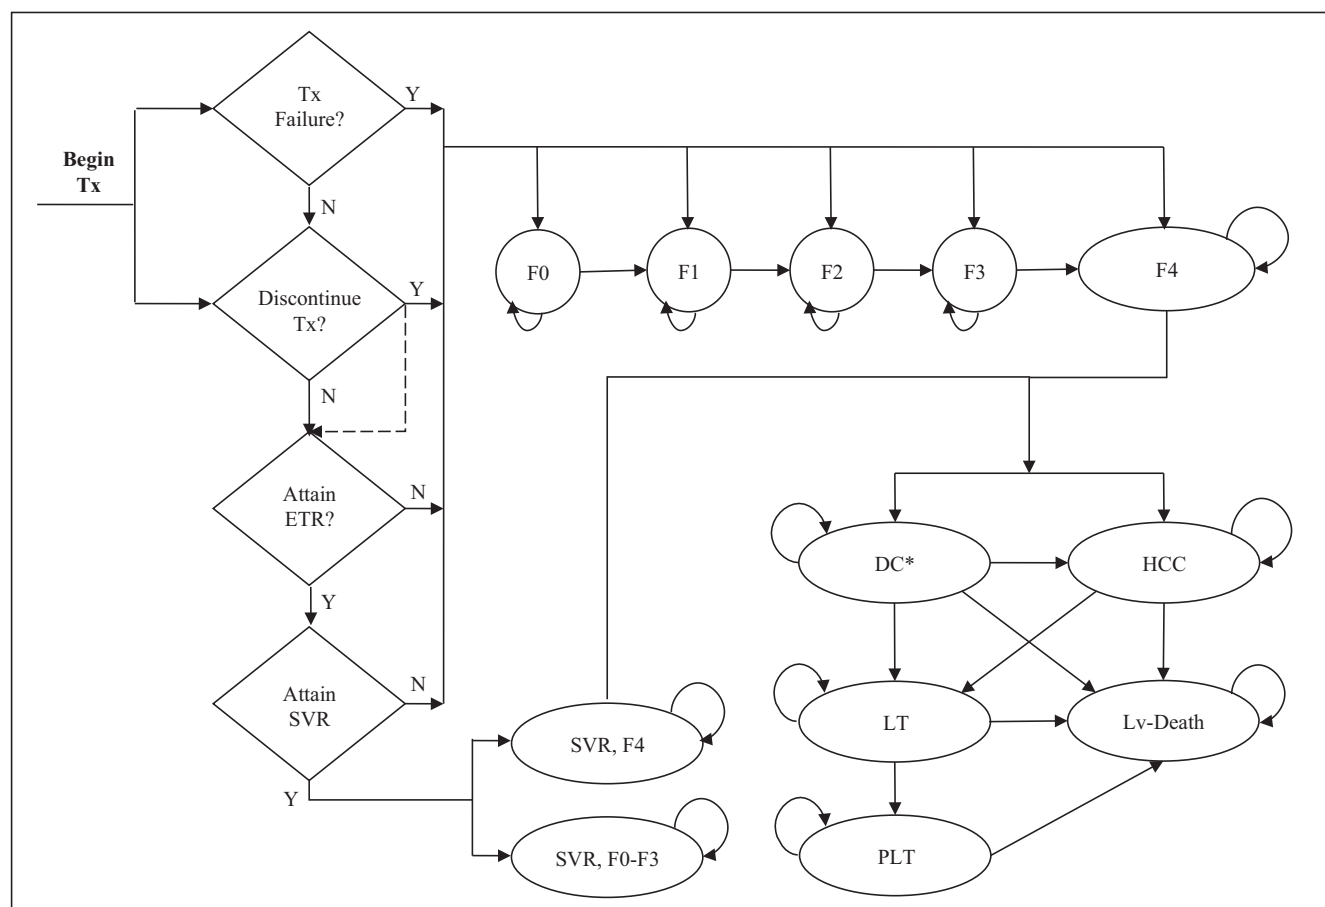 Begin
Tx
Tx
Failure?
Y
N
Discontinue
Tx?
Y
N
Attain
ETR?
N
Y
Attain
SVR
N
Y
F0
F1
F2
F3
F4
SVR, F4
SVR, F0-F3
DC*
HCC
LT
Lv-Death
PLT